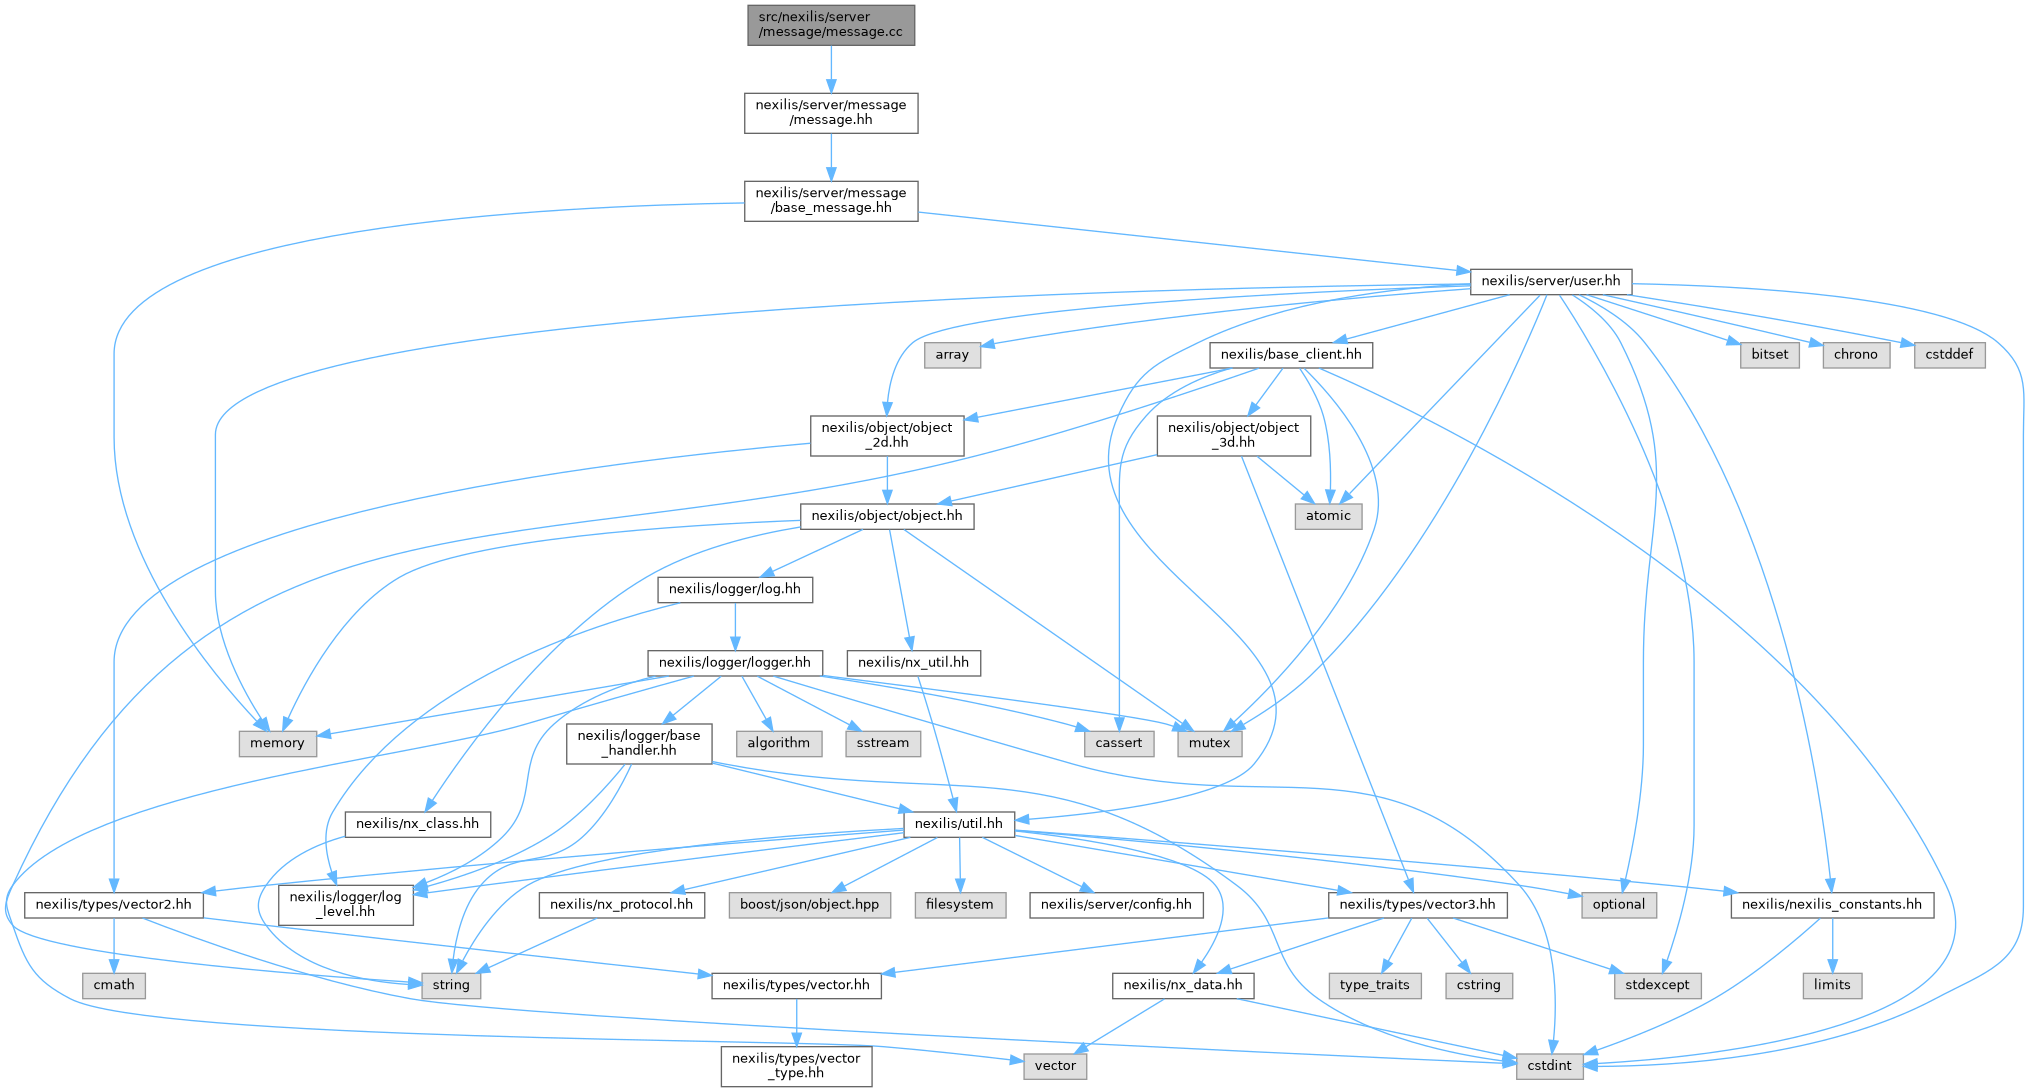 src/nexilis/server
/message/message.cc
nexilis/server/message
/message.hh
nexilis/server/message
/base_message.hh
nexilis/server/user.hh
array
nexilis/base_client.hh
bitset
chrono
cstddef
nexilis/object/object
_2d.hh
nexilis/object/object
_3d.hh
nexilis/object/object.hh
atomic
nexilis/logger/log.hh
nexilis/logger/logger.hh
nexilis/nx_util.hh
memory
nexilis/logger/base
_handler.hh
algorithm
sstream
cassert
mutex
nexilis/nx_class.hh
nexilis/util.hh
nexilis/types/vector2.hh
nexilis/logger/log
_level.hh
nexilis/nx_protocol.hh
boost/json/object.hpp
filesystem
nexilis/server/config.hh
nexilis/types/vector3.hh
optional
nexilis/nexilis_constants.hh
cmath
string
nexilis/types/vector.hh
nexilis/nx_data.hh
type_traits
cstring
stdexcept
limits
nexilis/types/vector
_type.hh
vector
cstdint